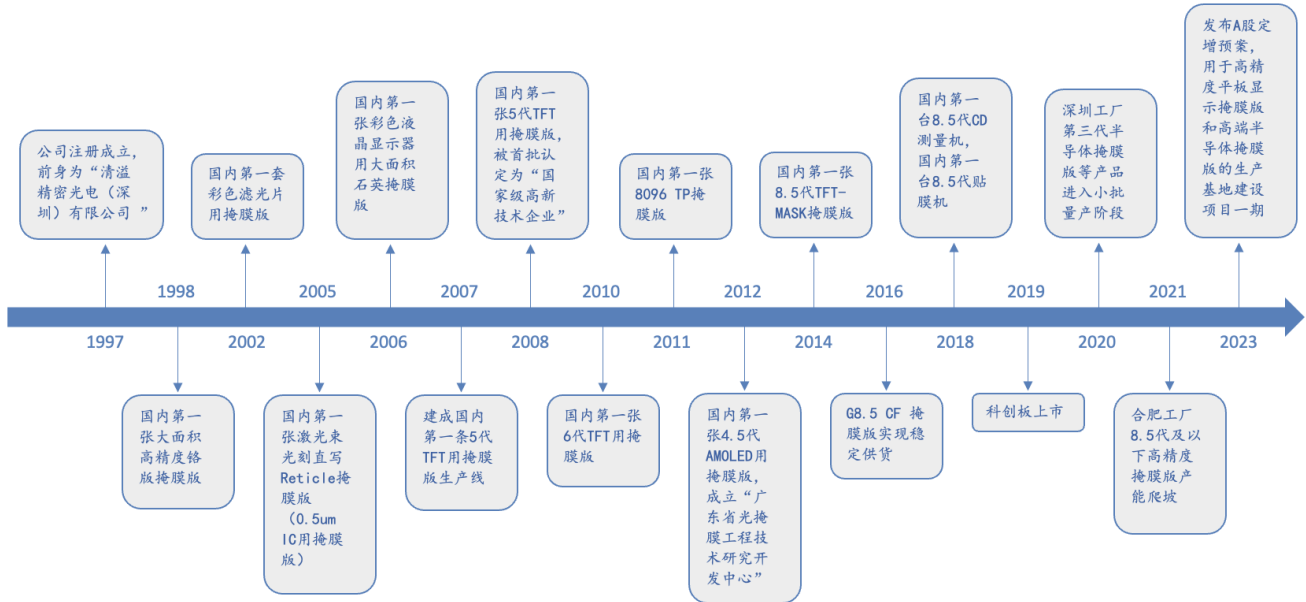 公司注册成立，
前身为“清溢
精密光电（深
圳）有限公司 ”
国内第一套
彩色滤光片
用掩膜版
国内第一
张彩色液
晶显示器
用大面积
石英掩膜
版
国内第一
张5代TFT
用掩膜版，
被首批认
定为“国
家级高新
技术企业”
国内第一张
8096 TP掩
膜版
国内第一张
8.5代TFT-
MASK掩膜版
国内第一
台8.5代CD
测量机，
国内第一
台8.5代贴
膜机
深圳工厂
第三代半
导体掩膜
版等产品
进入小批
量产阶段
发布A股定
增预案，
用于高精
度平板显
示掩膜版
和高端半
导体掩膜
版的生产
基地建设
项目一期
1998
2005
2007
2010
2012
2016
2019
2021
1997
2002
2006
2008
2011
2014
2018
2020
2023
国内第一
张大面积
高精度铬
版掩膜版
国内第一
张激光束
光刻直写
Reticle掩
膜版
（0.5um
IC用掩膜
版）
建成国内
第一条5代
TFT用掩膜
版生产线
国内第一张
6代TFT用掩
膜版
国内第一
张4.5代
AMOLED用
掩膜版，
成立“广
东省光掩
膜工程技
术研究开
发中心”
G8.5 CF 掩
膜版实现稳
定供货
科创板上市
合肥工厂
8.5代及以
下高精度
掩膜版产
能爬坡